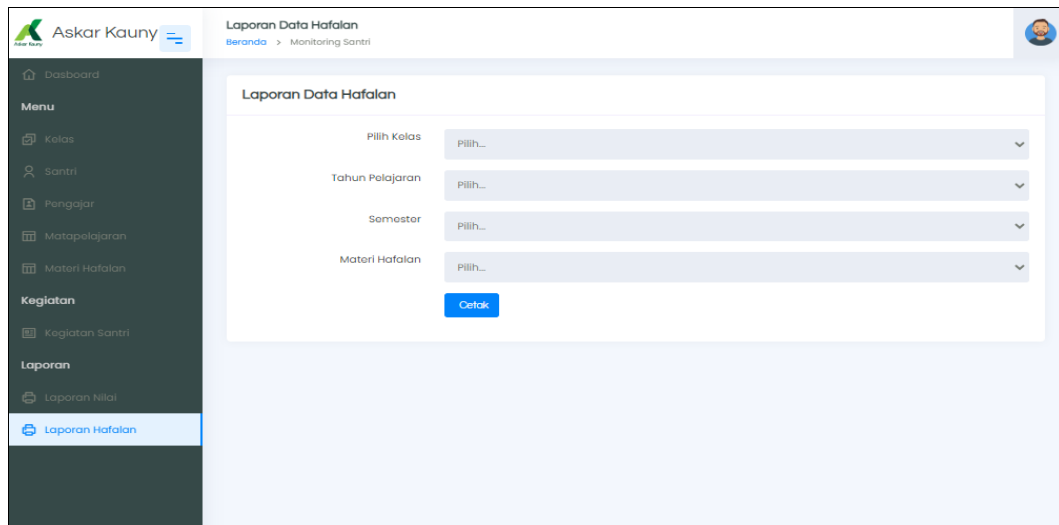 Askar Kauny
Askar Kauny
Laporan Data Hafalan
Beranda > Monitoring Santri
Dasboard
Menu
Kelas
Santri
Pengajar
Matapelajaran
Materi Hafalan
Kegiatan
Kegiatan Santri
Laporan
Laporan Nilai
Laporan Hafalan
Laporan Data Hafalan
Pilih Kelas
Pilih...
Tahun Pelajaran
Pilih...
Semester
Pilih...
Materi Hafalan
Pilih...
Cetak